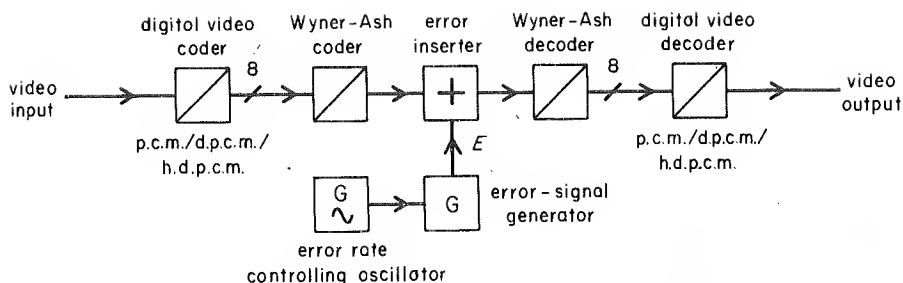 digital video
coder
Wyner-Ash
coder
error
inserter
Wyner-Ash
decoder
digital video
decoder
video
input
8
+
8
video
output
p.c.m./d.p.c.m./
h.d.p.c.m.
E
p.c.m./d.p.c.m./
h.d.p.c.m.
G
∼
G
error-signal
generator
error rate
controlling oscillator